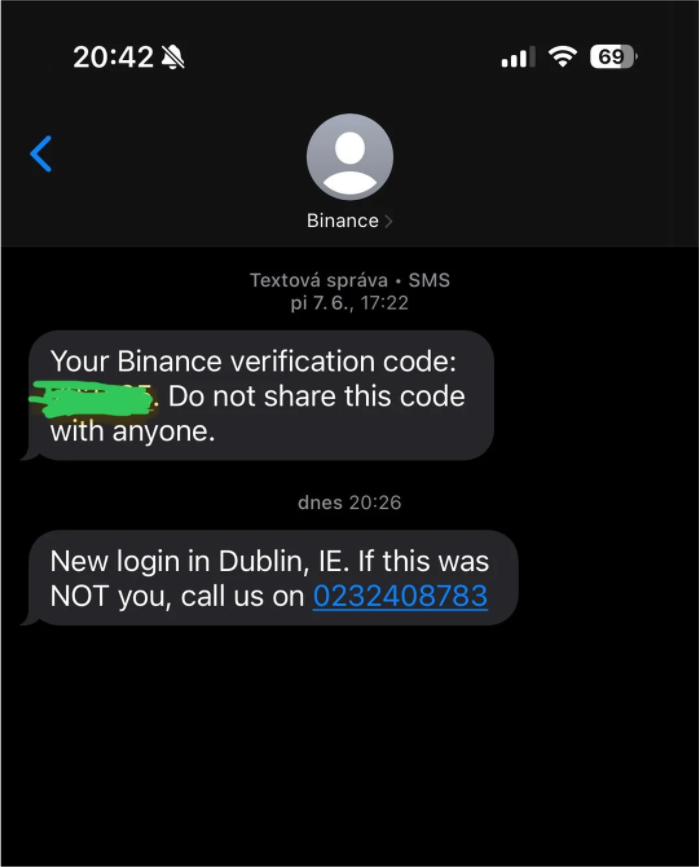 20:42
69
Binance
Textová správa • SMS
pi 7. 6., 17:22
Your Binance verification code:
. Do not share this code
with anyone.
dnes 20:26
New login in Dublin, IE. If this was
NOT you, call us on 0232408783